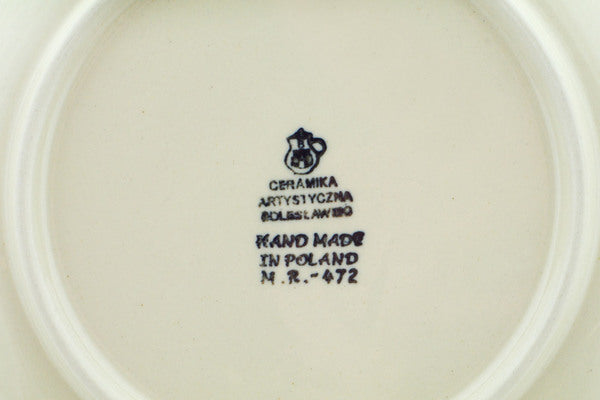 CERAMIKA
ARTYSTYCZNA
BOLESŁAWIEC
HAND MADE
IN POLAND
M.R.-472